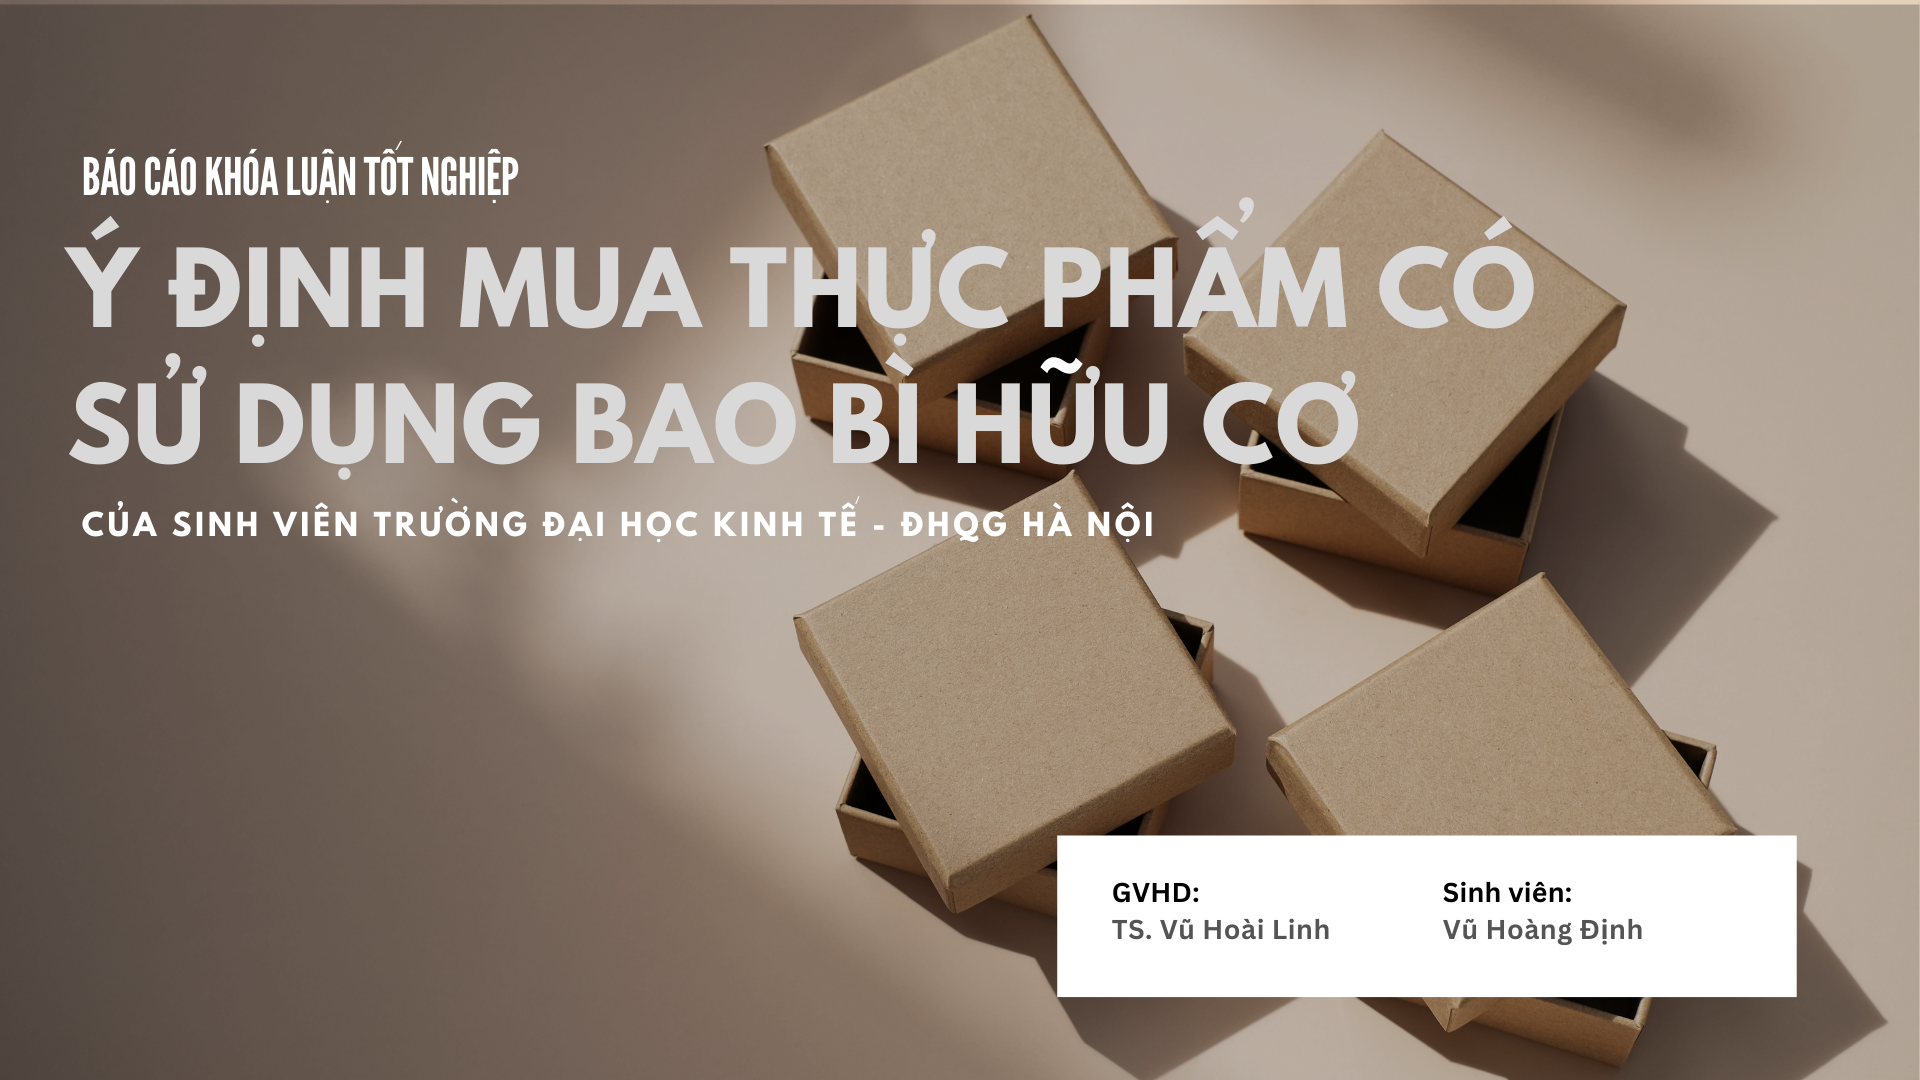 BÁO CÁO KHÓA LUẬN TỐT NGHIỆP
Ý ĐỊNH MUA THỰC PHẨM CÓ
SỬ DỤNG BAO BÌ HỮU CƠ
CỦA SINH VIÊN TRƯỜNG ĐẠI HỌC KINH TẾ - ĐHQG HÀ NỘI
GVHD:
TS. Vũ Hoài Linh
Sinh viên:
Vũ Hoàng Định